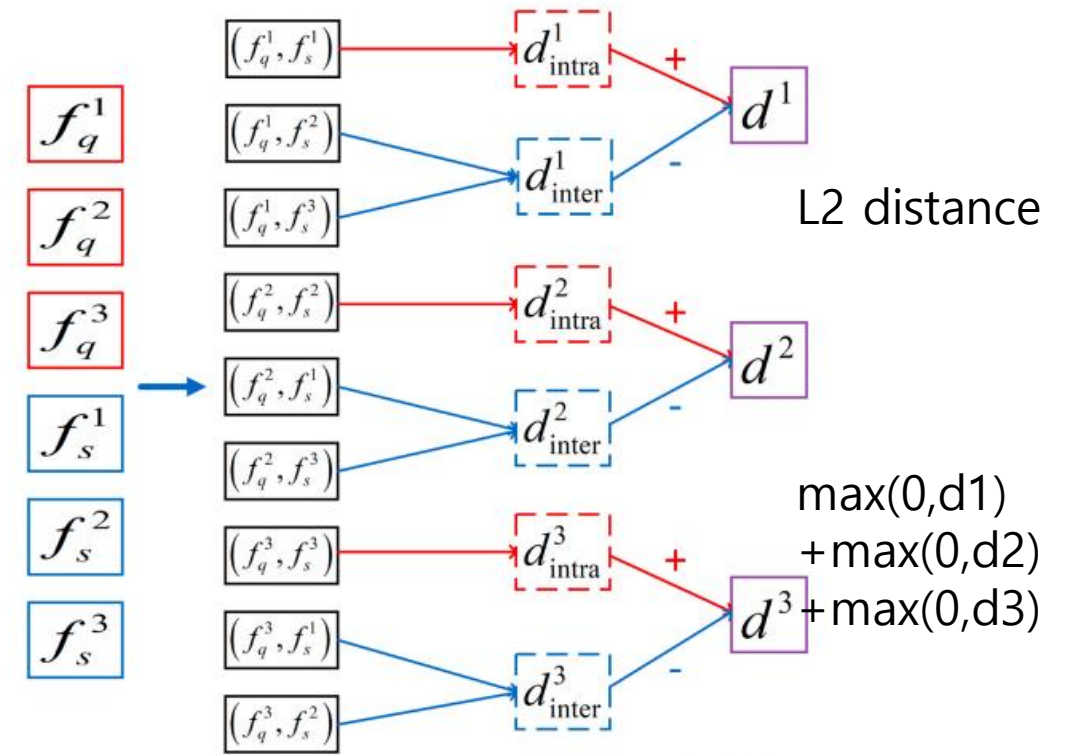 f_q^1
f_q^2
f_q^3
f_s^1
f_s^2
f_s^3
(f_q^1, f_s^1)
(f_q^1, f_s^2)
(f_q^1, f_s^3)
(f_q^2, f_s^2)
(f_q^2, f_s^1)
(f_q^2, f_s^3)
(f_q^3, f_s^3)
(f_q^3, f_s^1)
(f_q^3, f_s^2)
d_intra^1
d_inter^1
d_intra^2
d_inter^2
d_intra^3
d_inter^3
+
-
+
-
+
-
d^1
d^2
d^3
L2 distance
max(0,d1)
+max(0,d2)
+max(0,d3)